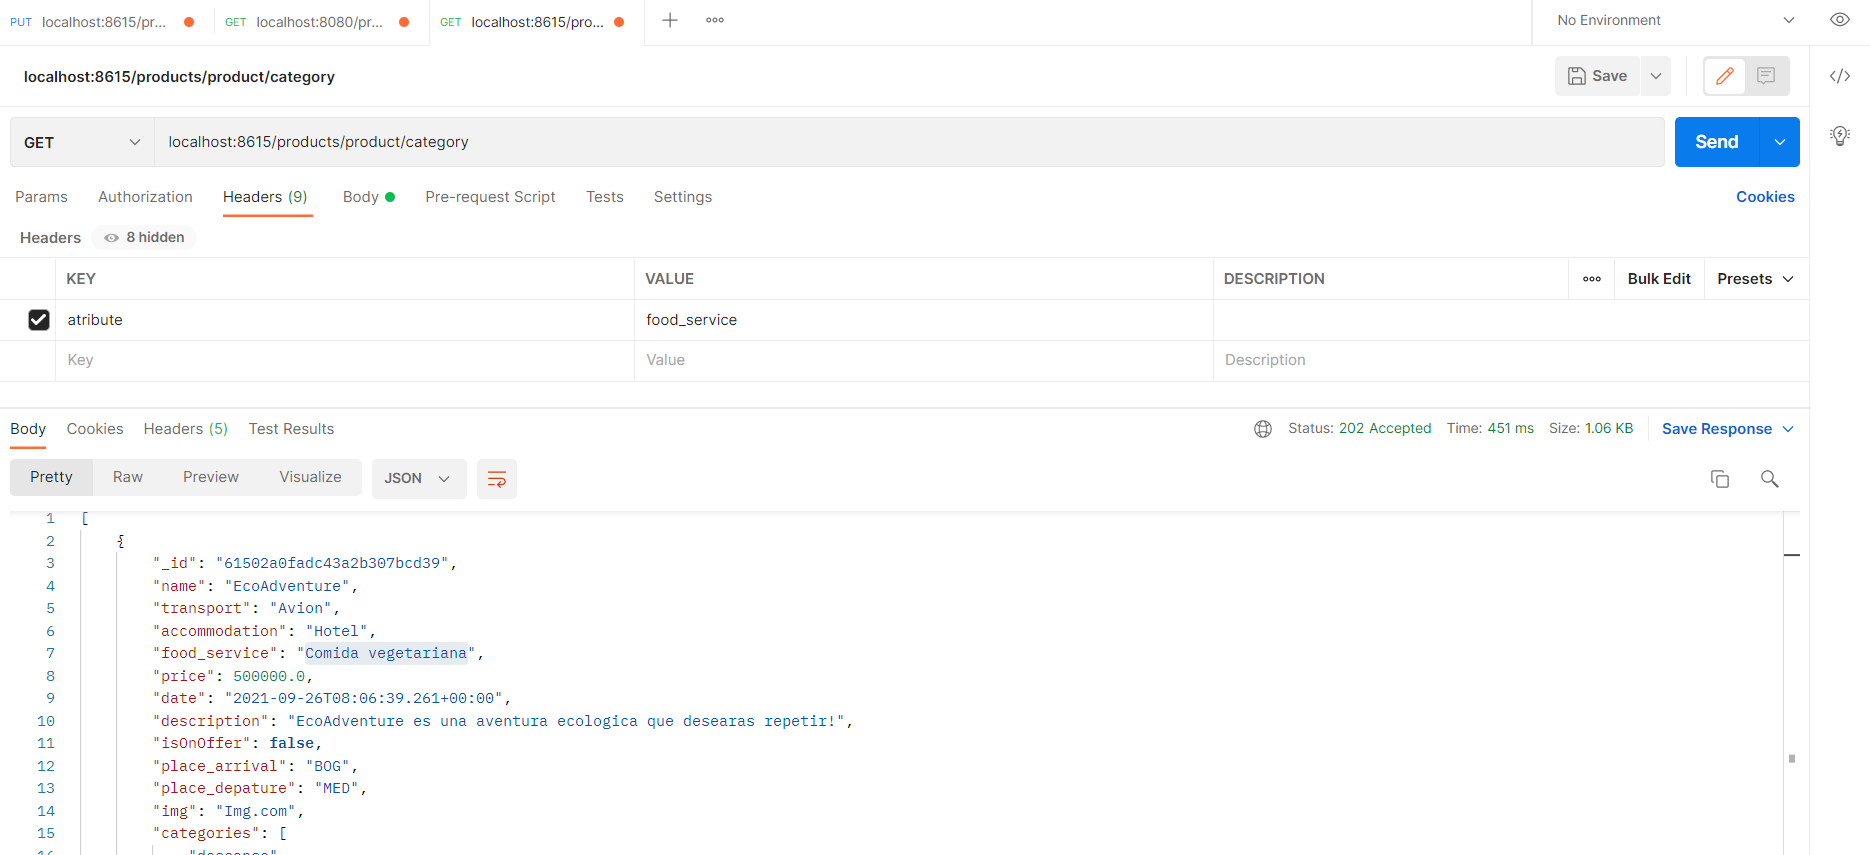 PUT localhost:8615/pr... GET localhost:8080/pr... GET localhost:8615/pro... No Environment
localhost:8615/products/product/category Save
GET localhost:8615/products/product/category Send
Params Authorization Headers (9) Body Pre-request Script Tests Settings Cookies
Headers 8 hidden
KEY VALUE DESCRIPTION Bulk Edit Presets
atribute food_service
Key Value Description
Body Cookies Headers (5) Test Results Status: 202 Accepted Time: 451 ms Size: 1.06 KB Save Response
Pretty Raw Preview Visualize JSON
1 [
2 {
3 "_id": "61502a0fadc43a2b307bcd39",
4 "name": "EcoAdventure",
5 "transport": "Avion",
6 "accommodation": "Hotel",
7 "food_service": "Comida vegetariana",
8 "price": 500000.0,
9 "date": "2021-09-26T08:06:39.261+00:00",
10 "description": "EcoAdventure es una aventura ecologica que desearas repetir!",
11 "isOnOffer": false,
12 "place_arrival": "BOG",
13 "place_depature": "MED",
14 "img": "Img.com",
15 "categories": [
16 "descanso"